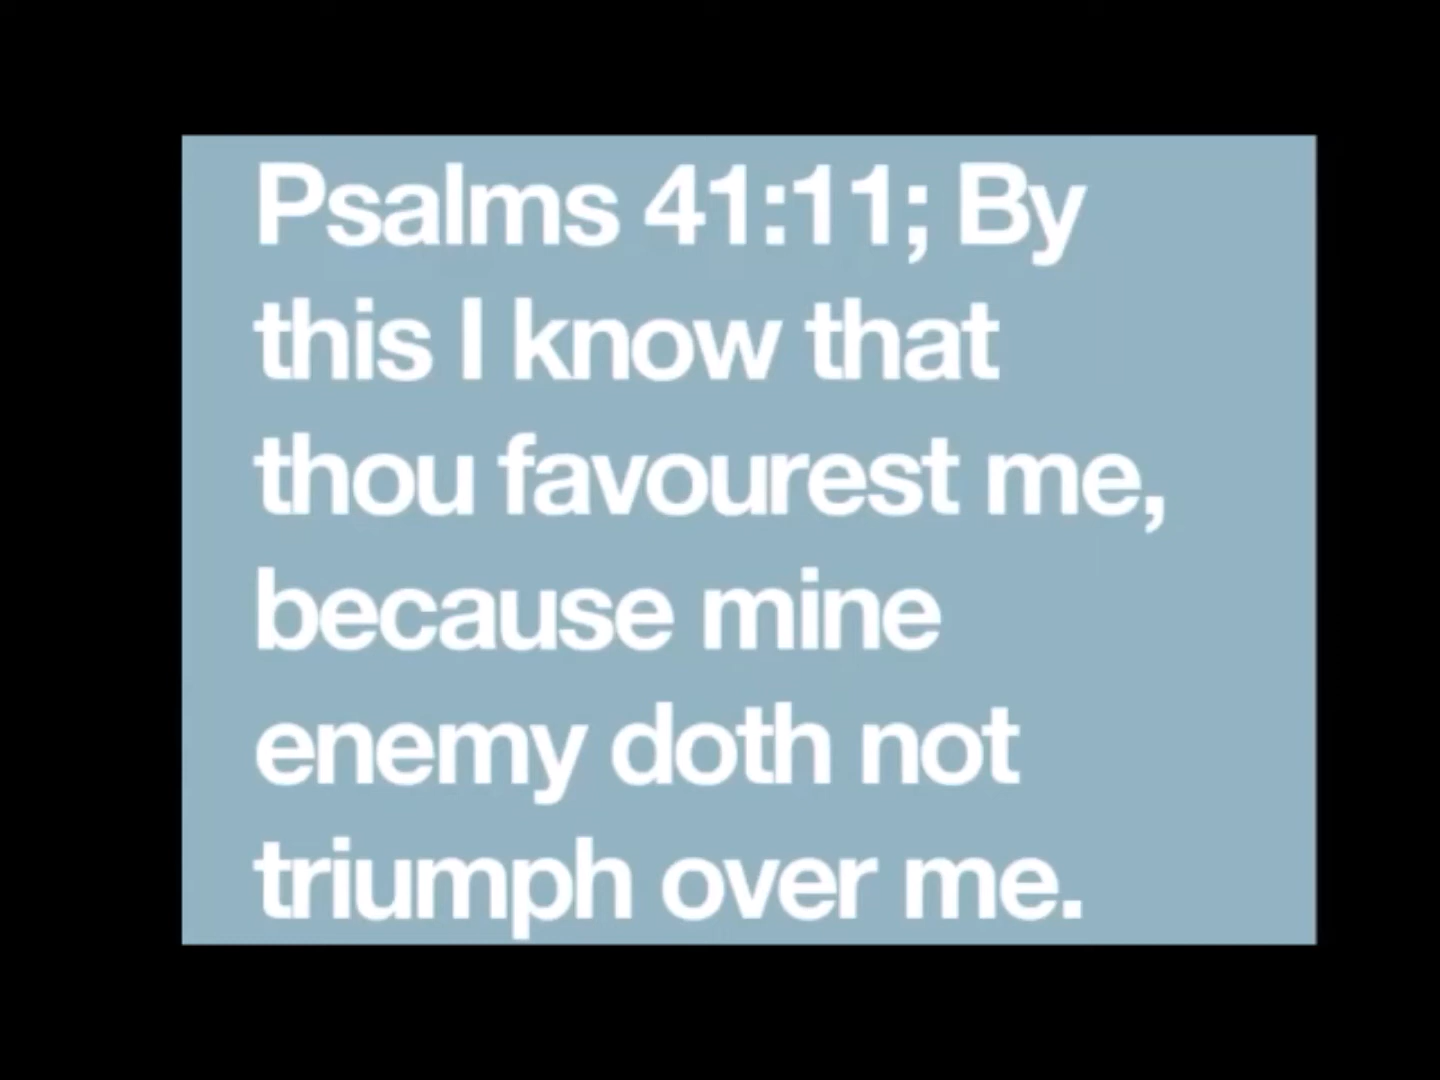 Psalms 41:11; By
this I know that
thou favourest me,
because mine
enemy doth not
triumph over me.